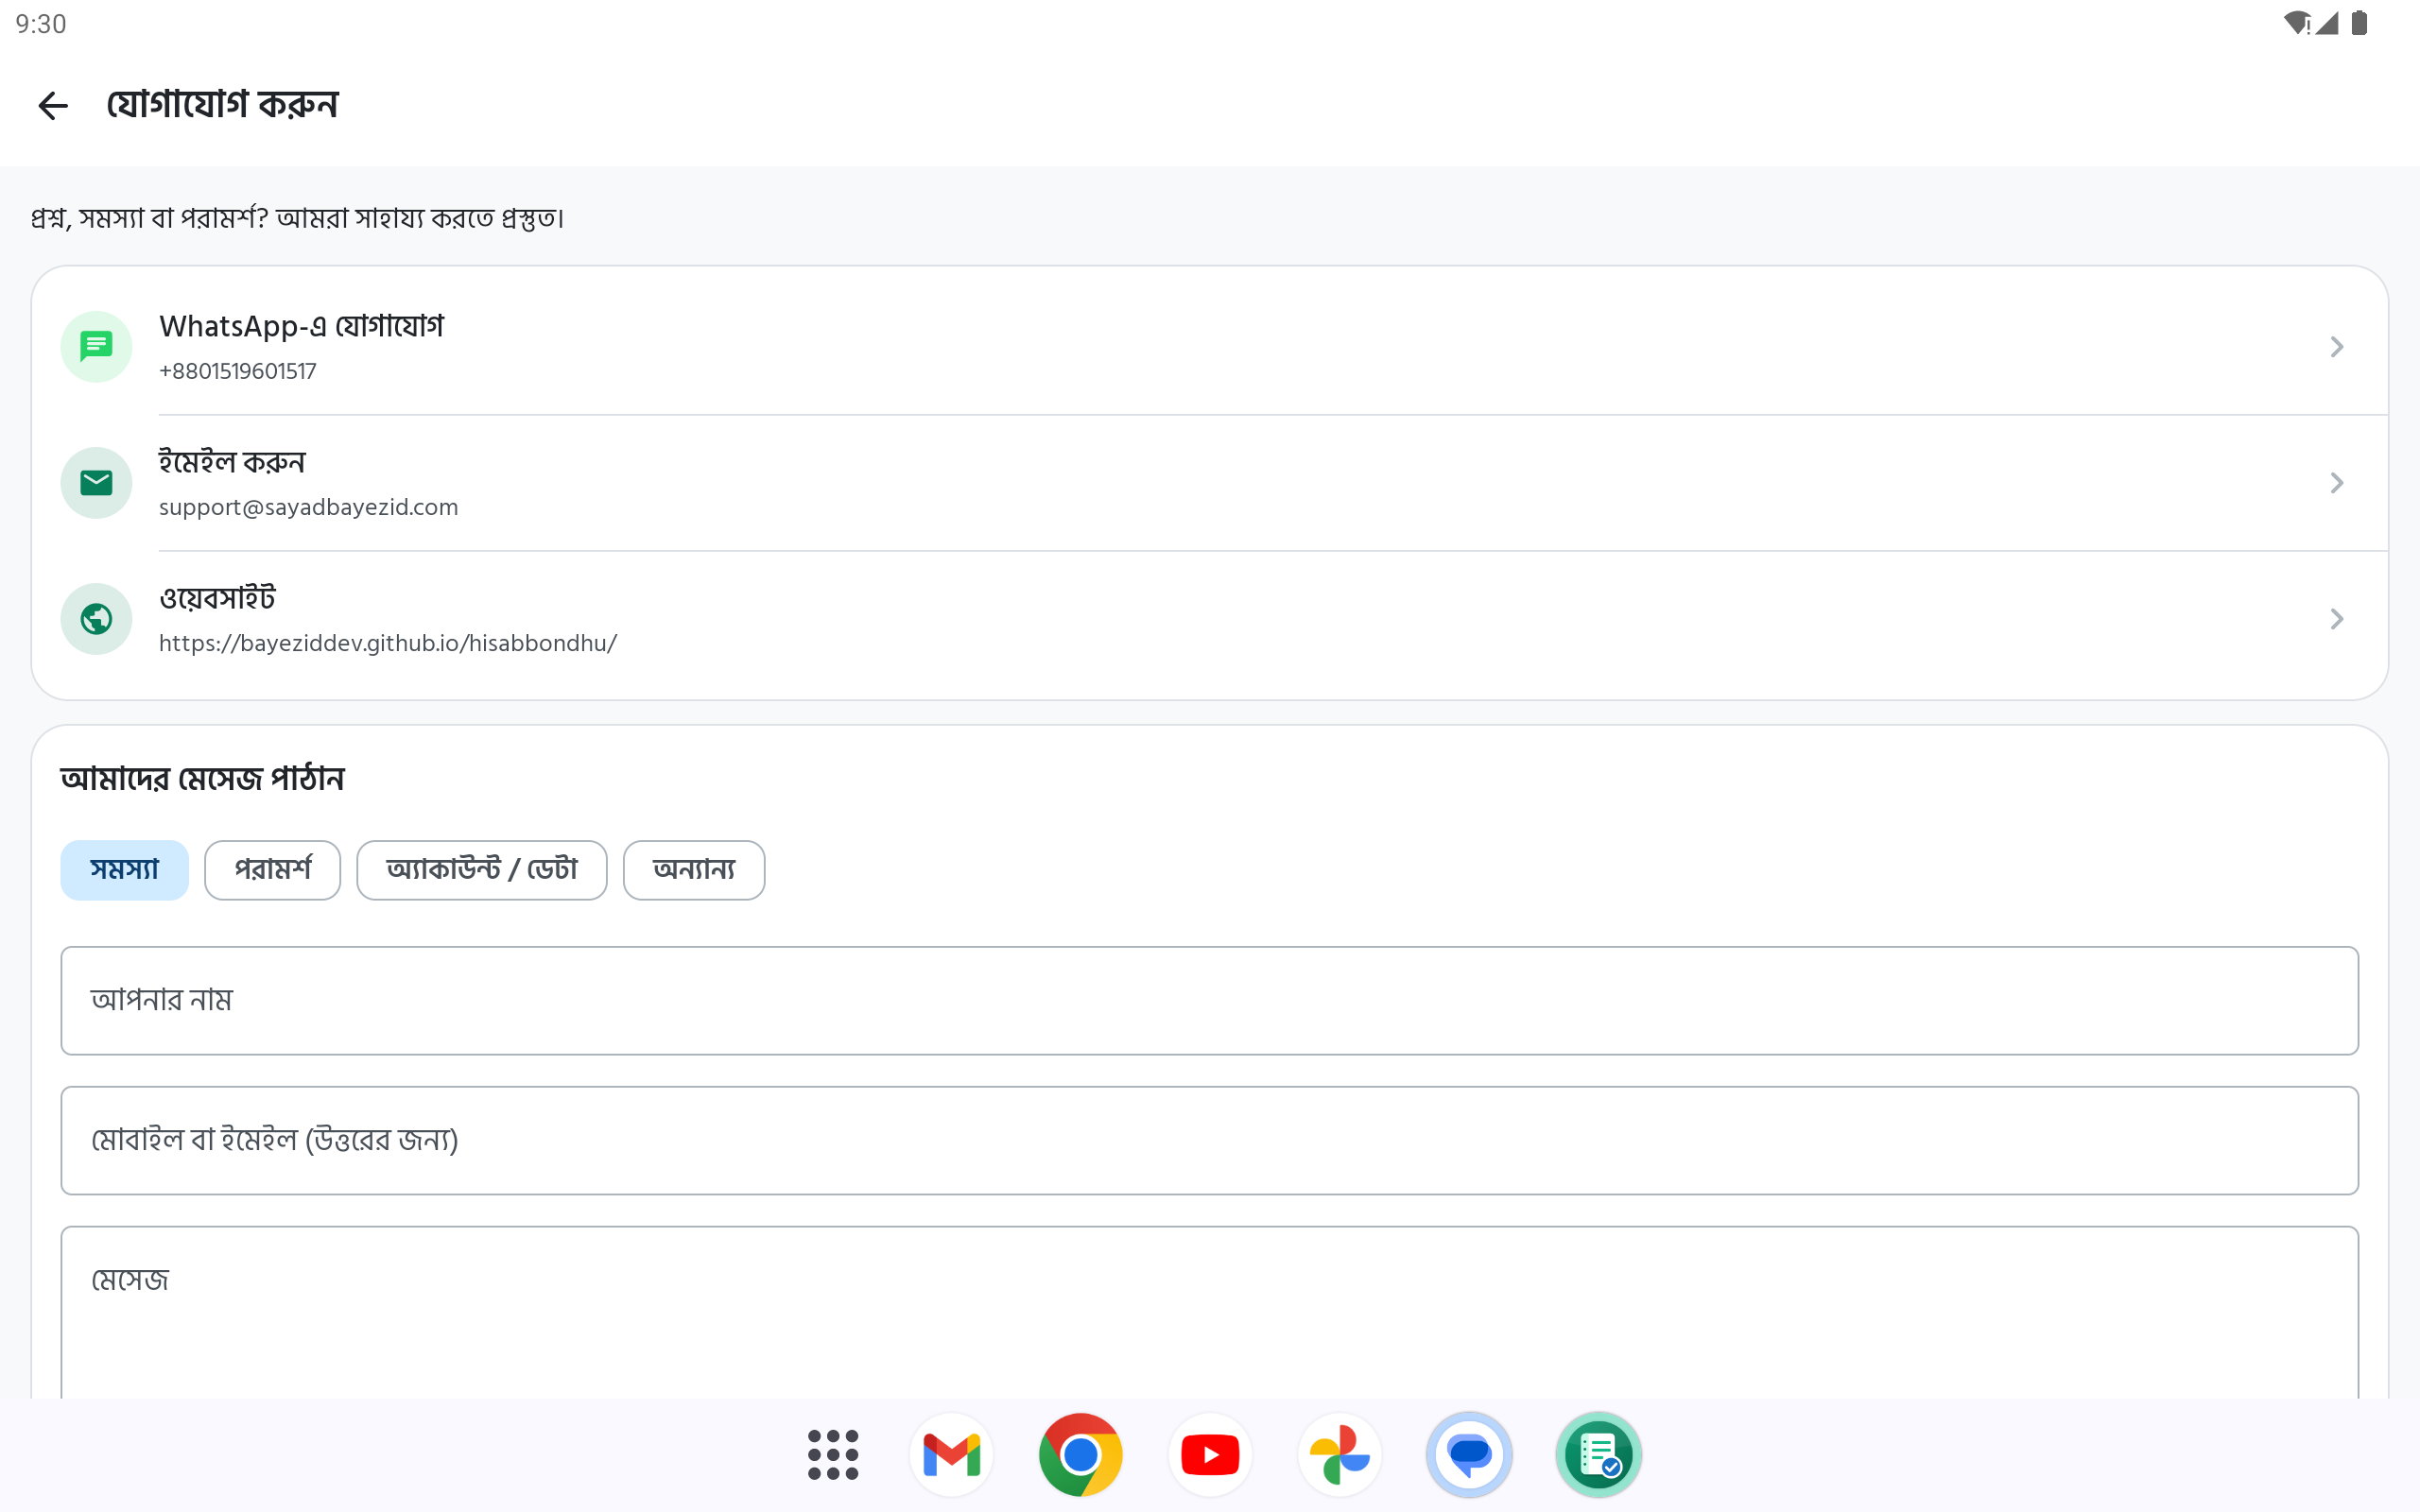 9:30
যোগাযোগ করুন
প্রশ্ন, সমস্যা বা পরামর্শ? আমরা সাহায্য করতে প্রস্তুত।
WhatsApp-এ যোগাযোগ
+8801519601517
ইমেইল করুন
support@sayadbayezid.com
ওয়েবসাইট
https://bayeziddev.github.io/hisabbondhu/
আমাদের মেসেজ পাঠান
সমস্যা
পরামর্শ
অ্যাকাউন্ট / ডেটা
অন্যান্য
আপনার নাম
মোবাইল বা ইমেইল (উত্তরের জন্য)
মেসেজ